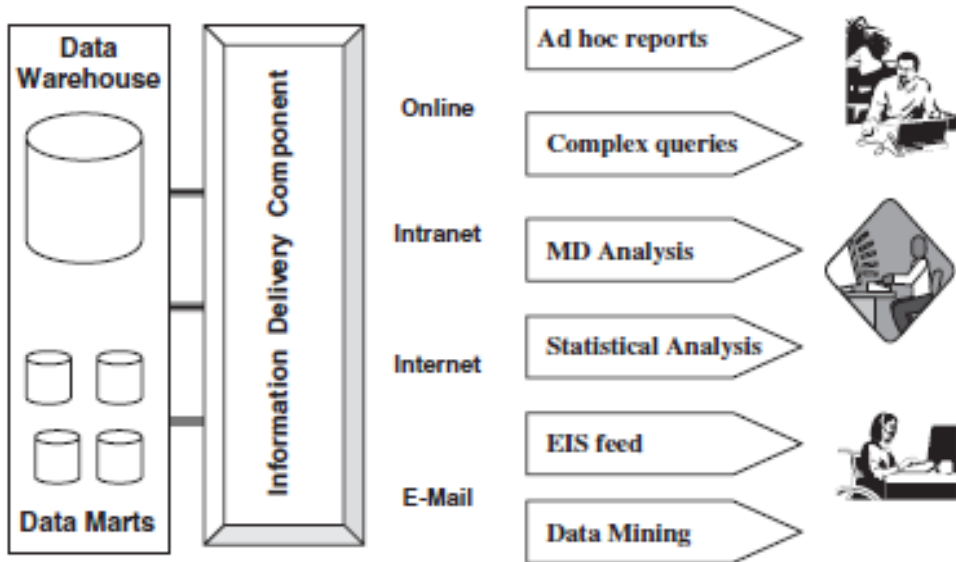 Data
Warehouse
Data Marts
Information Delivery Component
Online
Intranet
Internet
E-Mail
Ad hoc reports
Complex queries
MD Analysis
Statistical Analysis
EIS feed
Data Mining